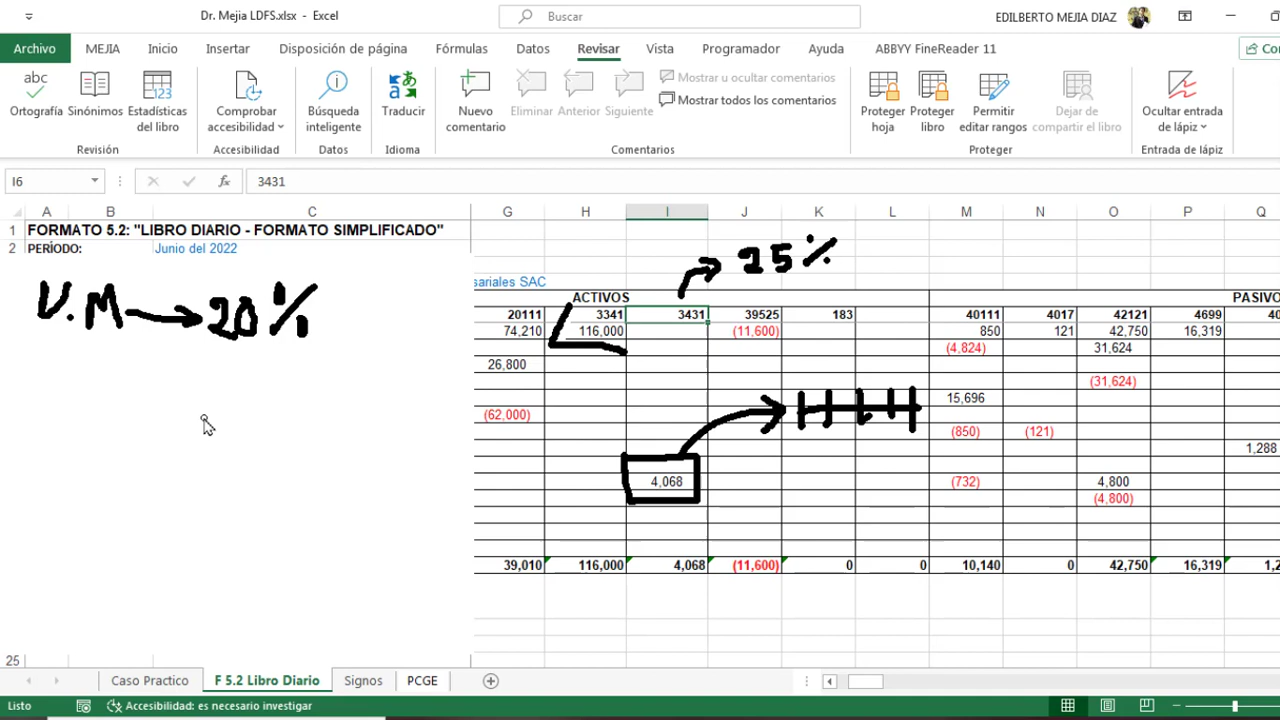 Dr. Mejia LDFS.xlsx - Excel
Buscar
EDILBERTO MEJIA DIAZ
Archivo MEJIA Inicio Insertar Disposición de página Fórmulas Datos Revisar Vista Programador Ayuda ABBYY FineReader 11
Ortografía Sinónimos Estadísticas del libro
Comprobar accesibilidad
Búsqueda inteligente
Traducir
Nuevo comentario
Eliminar Anterior Siguiente
Mostrar u ocultar comentarios
Mostrar todos los comentarios
Proteger hoja
Proteger libro
Permitir editar rangos
Dejar de compartir el libro
Ocultar entrada de lápiz
Revisión Accesibilidad Datos Idioma Comentarios Proteger Entrada de lápiz
I6 fx 3431
A B C G H I J K L M N O P Q
1 FORMATO 5.2: "LIBRO DIARIO - FORMATO SIMPLIFICADO"
2 PERÍODO: Junio del 2022
25%
sariales SAC
ACTIVOS PASIVO
V.M 20%
20111 3341 3431 39525 183 40111 4017 42121 4699 40
74,210 116,000 (11,600) 850 121 42,750 16,319
(4,824) 31,624
26,800
(31,624)
15,696
(62,000)
(850) (121)
1,288
4,068 (732) 4,800
(4,800)
39,010 116,000 4,068 (11,600) 0 0 10,140 0 42,750 16,319 1,2
25
Caso Practico F 5.2 Libro Diario Signos PCGE
Listo Accesibilidad: es necesario investigar